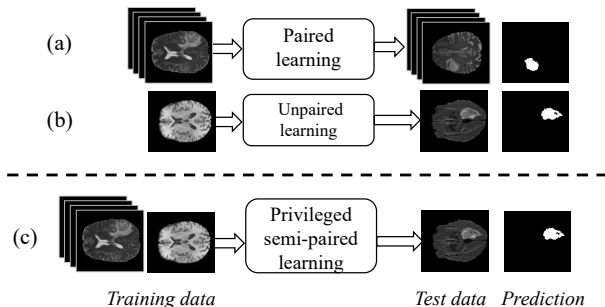 (a)
Paired
learning
(b)
Unpaired
learning
(c)
Privileged
semi-paired
learning
Training data
Test data
Prediction